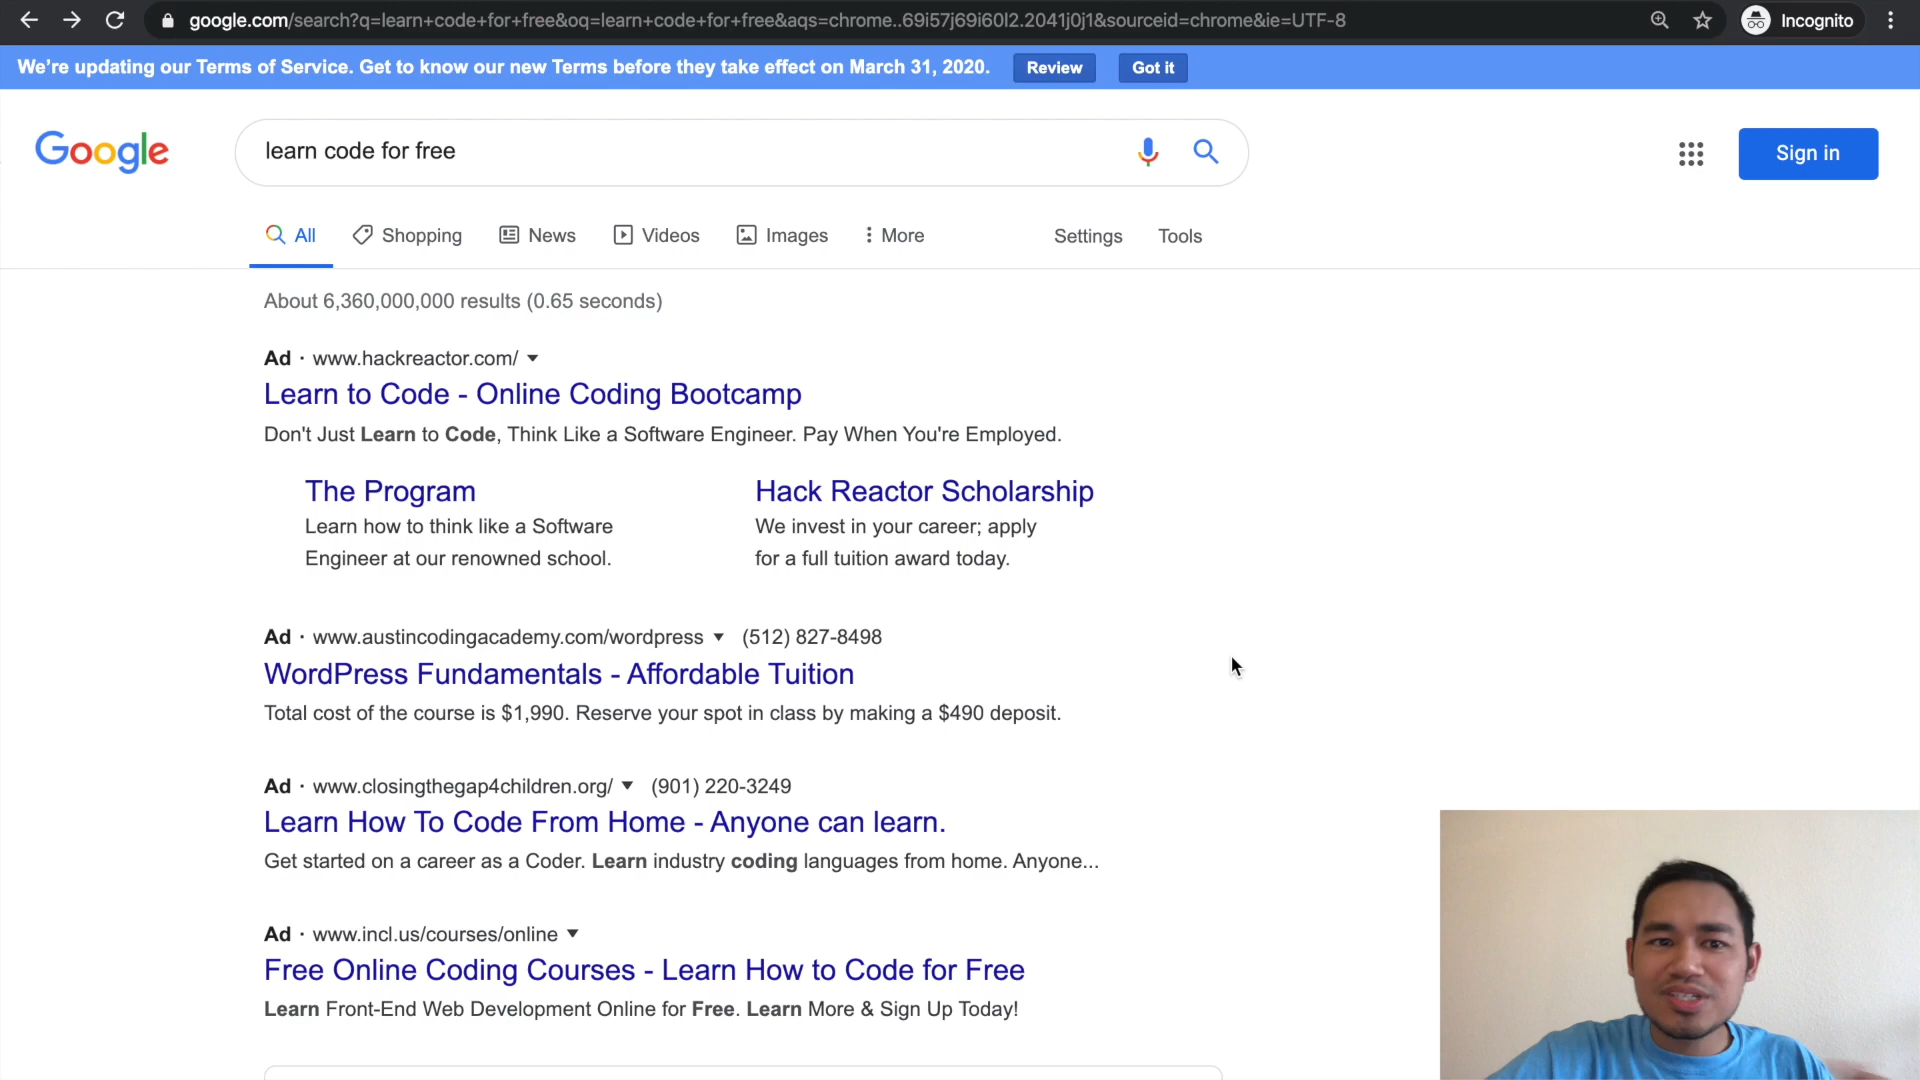 google.com/search?q=learn+code+for+free&oq=learn+code+for+free&aqs=chrome..69i57j69i60l2.2041j0j1&sourceid=chrome&ie=UTF-8
Incognito
We're updating our Terms of Service. Get to know our new Terms before they take effect on March 31, 2020. Review Got it
Google
learn code for free
Sign in
All Shopping News Videos Images More Settings Tools
About 6,360,000,000 results (0.65 seconds)
Ad · www.hackreactor.com/
Learn to Code - Online Coding Bootcamp
Don't Just Learn to Code, Think Like a Software Engineer. Pay When You're Employed.
The Program
Learn how to think like a Software
Engineer at our renowned school.
Hack Reactor Scholarship
We invest in your career; apply
for a full tuition award today.
Ad · www.austincodingacademy.com/wordpress (512) 827-8498
WordPress Fundamentals - Affordable Tuition
Total cost of the course is $1,990. Reserve your spot in class by making a $490 deposit.
Ad · www.closingthegap4children.org/ (901) 220-3249
Learn How To Code From Home - Anyone can learn.
Get started on a career as a Coder. Learn industry coding languages from home. Anyone...
Ad · www.incl.us/courses/online
Free Online Coding Courses - Learn How to Code for Free
Learn Front-End Web Development Online for Free. Learn More & Sign Up Today!